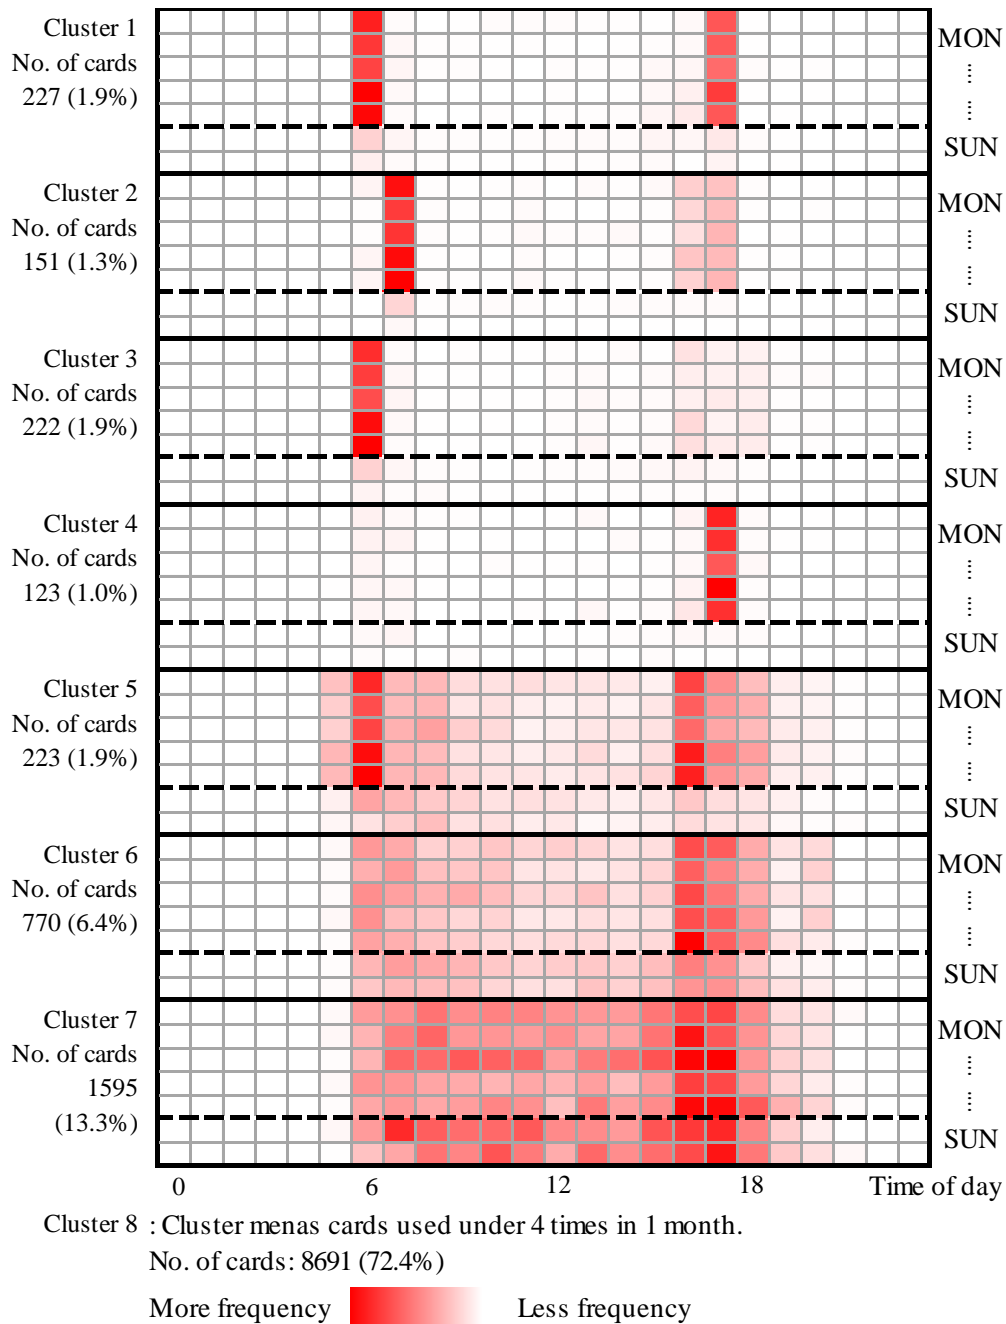 Cluster 1
No. of cards
227 (1.9%)
MON
SUN
Cluster 2
No. of cards
151 (1.3%)
MON
SUN
Cluster 3
No. of cards
222 (1.9%)
MON
SUN
Cluster 4
No. of cards
123 (1.0%)
MON
SUN
Cluster 5
No. of cards
223 (1.9%)
MON
SUN
Cluster 6
No. of cards
770 (6.4%)
MON
SUN
Cluster 7
No. of cards
1595
(13.3%)
MON
SUN
0 6 12 18 Time of day
Cluster 8 : Cluster menas cards used under 4 times in 1 month.
No. of cards: 8691 (72.4%)
More frequency Less frequency